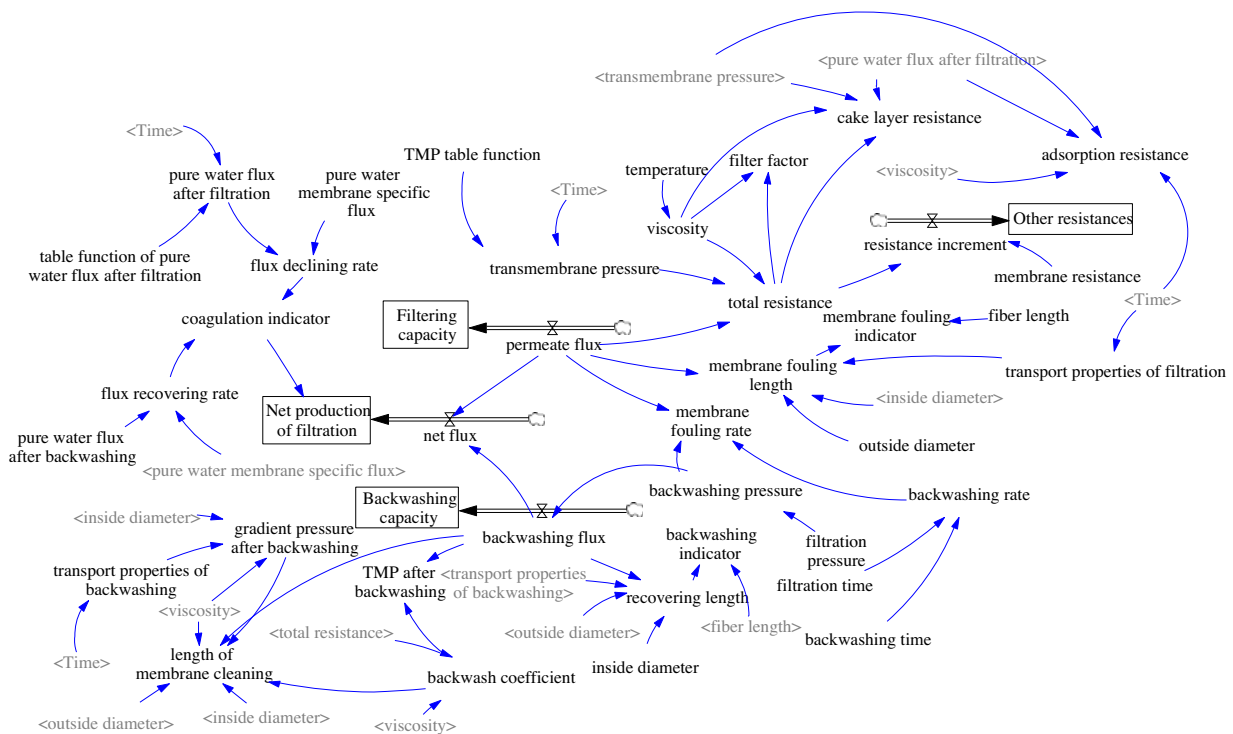 <pure water flux after filtration>
<transmembrane pressure>
cake layer resistance
<Time>
TMP table function
filter factor
adsorption resistance
pure water flux
after filtration
pure water
membrane specific
flux
temperature
<viscosity>
<Time>
Other resistances
viscosity
resistance increment
table function of pure
water flux after filtration
flux declining rate
transmembrane pressure
membrane resistance
total resistance
<Time>
coagulation indicator
Filtering
capacity
permeate flux
membrane fouling
indicator
fiber length
membrane fouling
length
transport properties of filtration
flux recovering rate
<inside diameter>
Net production
of filtration
membrane
fouling rate
net flux
pure water flux
after backwashing
outside diameter
<pure water membrane specific flux>
backwashing pressure
backwashing rate
Backwashing
capacity
<inside diameter>
gradient pressure
after backwashing
backwashing flux
backwashing
indicator
filtration
pressure
transport properties of
backwashing
TMP after
backwashing
<transport properties
of backwashing>
filtration time
recovering length
<viscosity>
<total resistance>
<outside diameter>
<fiber length>
backwashing time
<Time>
length of
membrane cleaning
inside diameter
backwash coefficient
<outside diameter>
<inside diameter>
<viscosity>